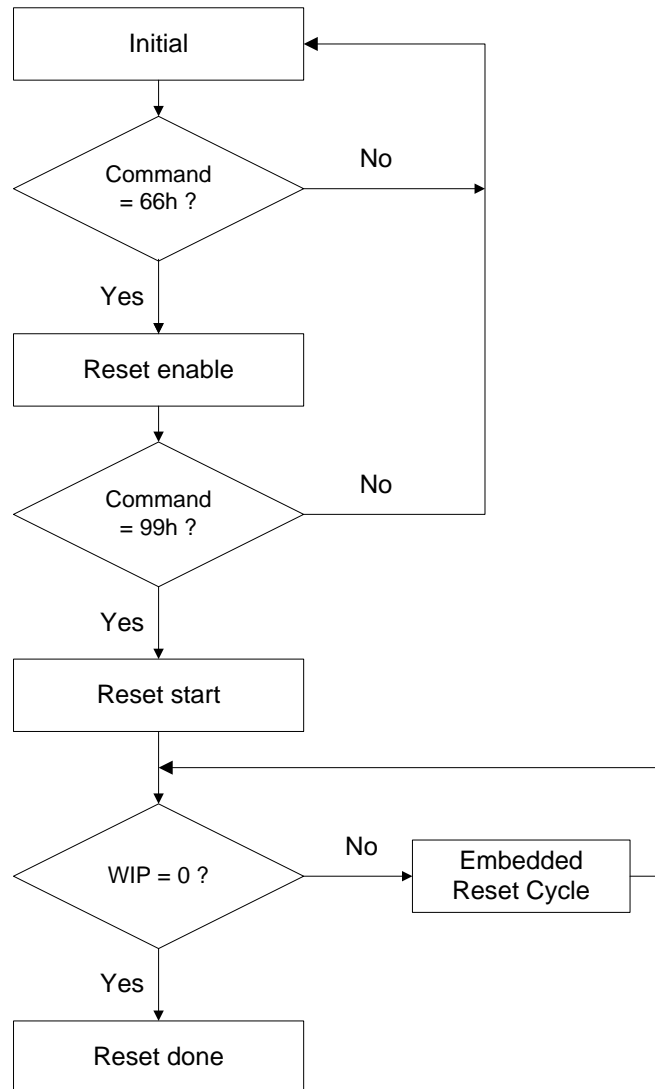 Initial
Command
= 66h ?
No
Yes
Reset enable
Command
= 99h ?
No
Yes
Reset start
WIP = 0 ?
No
Embedded
Reset Cycle
Yes
Reset done